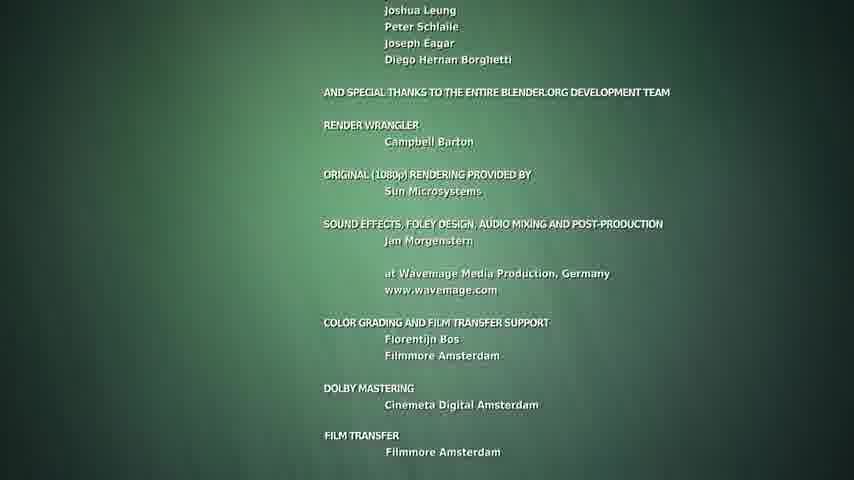 Joshua Leung
Peter Schlaile
Joseph Eagar
Diego Hernan Borghetti
AND SPECIAL THANKS TO THE ENTIRE BLENDER.ORG DEVELOPMENT TEAM
RENDER WRANGLER
Campbell Barton
ORIGINAL (1080p) RENDERING PROVIDED BY
Sun Microsystems
SOUND EFFECTS, FOLEY DESIGN, AUDIO MIXING AND POST-PRODUCTION
Jan Morgenstern
at Wavemage Media Production, Germany
www.wavemage.com
COLOR GRADING AND FILM TRANSFER SUPPORT
Florentijn Bos
Filmmore Amsterdam
DOLBY MASTERING
Cinemeta Digital Amsterdam
FILM TRANSFER
Filmmore Amsterdam